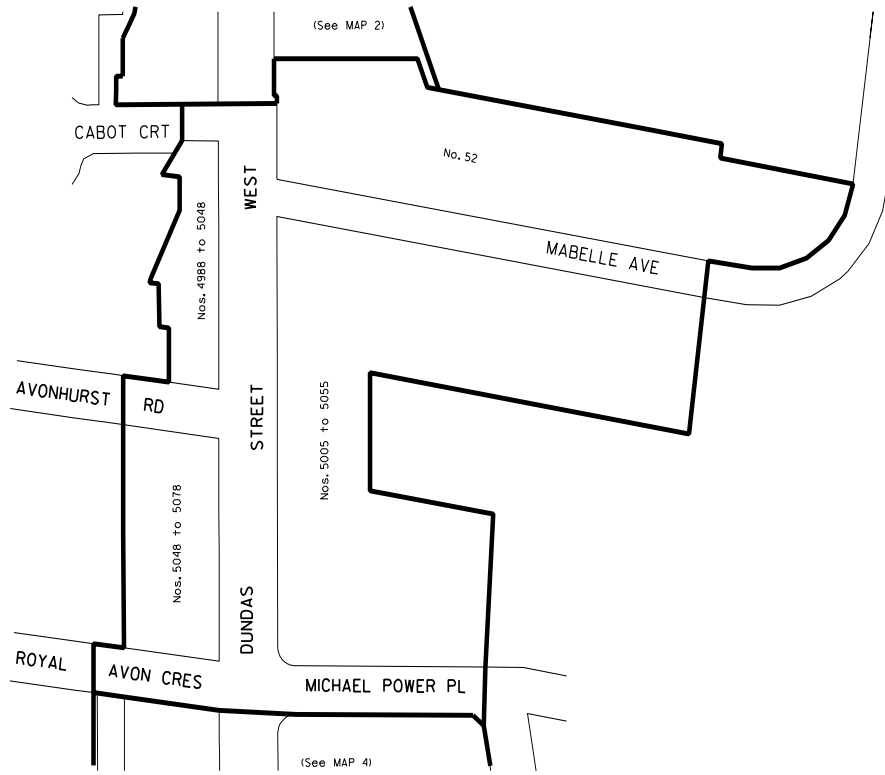 (See MAP 2)
CABOT CRT
No. 52
WEST
MABELLE AVE
Nos. 4988 to 5048
AVONHURST RD
STREET
Nos. 5005 to 5055
Nos. 5048 to 5078
DUNDAS
ROYAL AVON CRES
MICHAEL POWER PL
(See MAP 4)